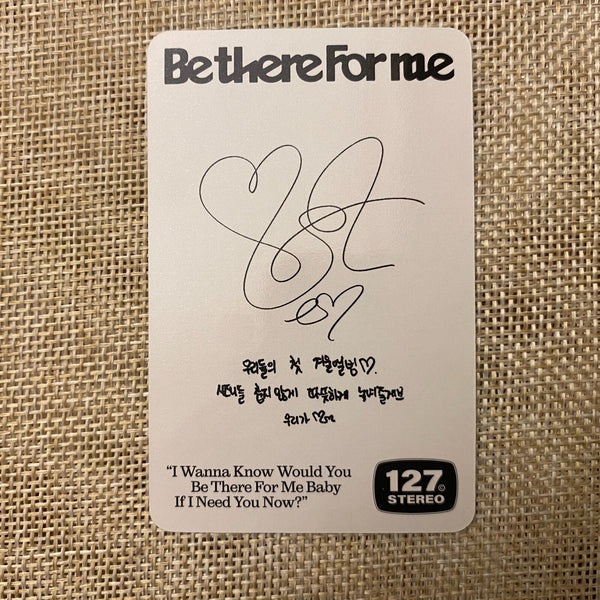 Be there For me
우리들의 첫 겨울앨범♡.
시즈니들 춥지 않게 따뜻하게 녹여줄게요
우리가
"I Wanna Know Would You
Be There For Me Baby
If I Need You Now?"
127
STEREO